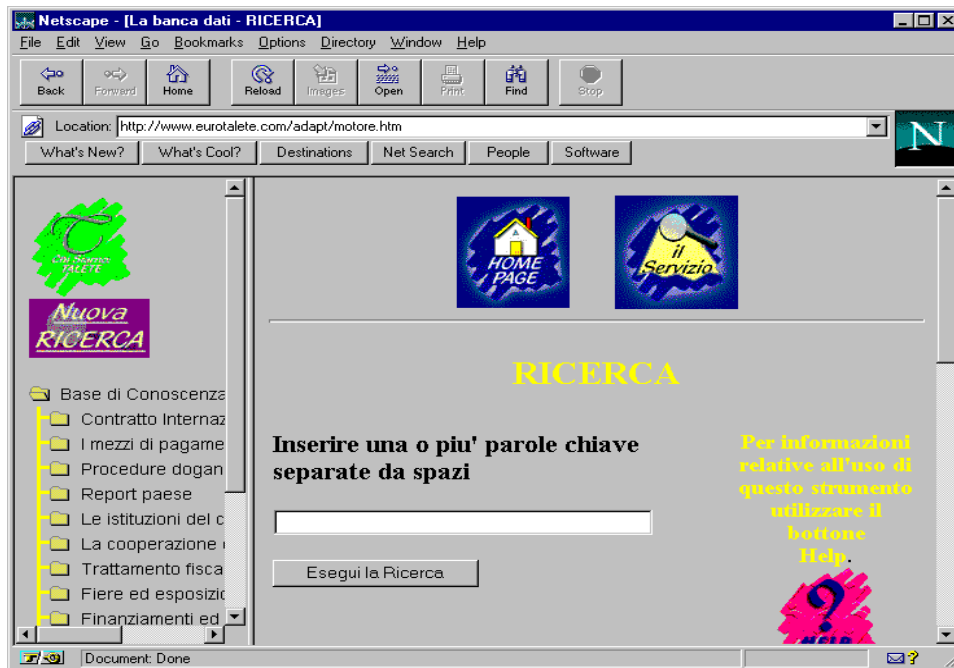 Netscape - [La banca dati - RICERCA]
File Edit View Go Bookmarks Options Directory Window Help
Back Forward Home Reload Images Open Print Find Stop
Location: http://www.eurotalete.com/adapt/motore.htm
What's New? What's Cool? Destinations Net Search People Software
N
TALETE
Nuova
RICERCA
Base di Conoscenza
Contratto Internaz
I mezzi di pagame
Procedure dogan
Report paese
Le istituzioni del c
La cooperazione
Trattamento fisca
Fiere ed esposizio
Finanziamenti ed
HOME
PAGE
il
Servizio
RICERCA
Inserire una o piu' parole chiave
separate da spazi
Esegui la Ricerca
Per informazioni
relative all'uso di
questo strumento
utilizzare il
bottone
Help.
?
HELP
Document: Done